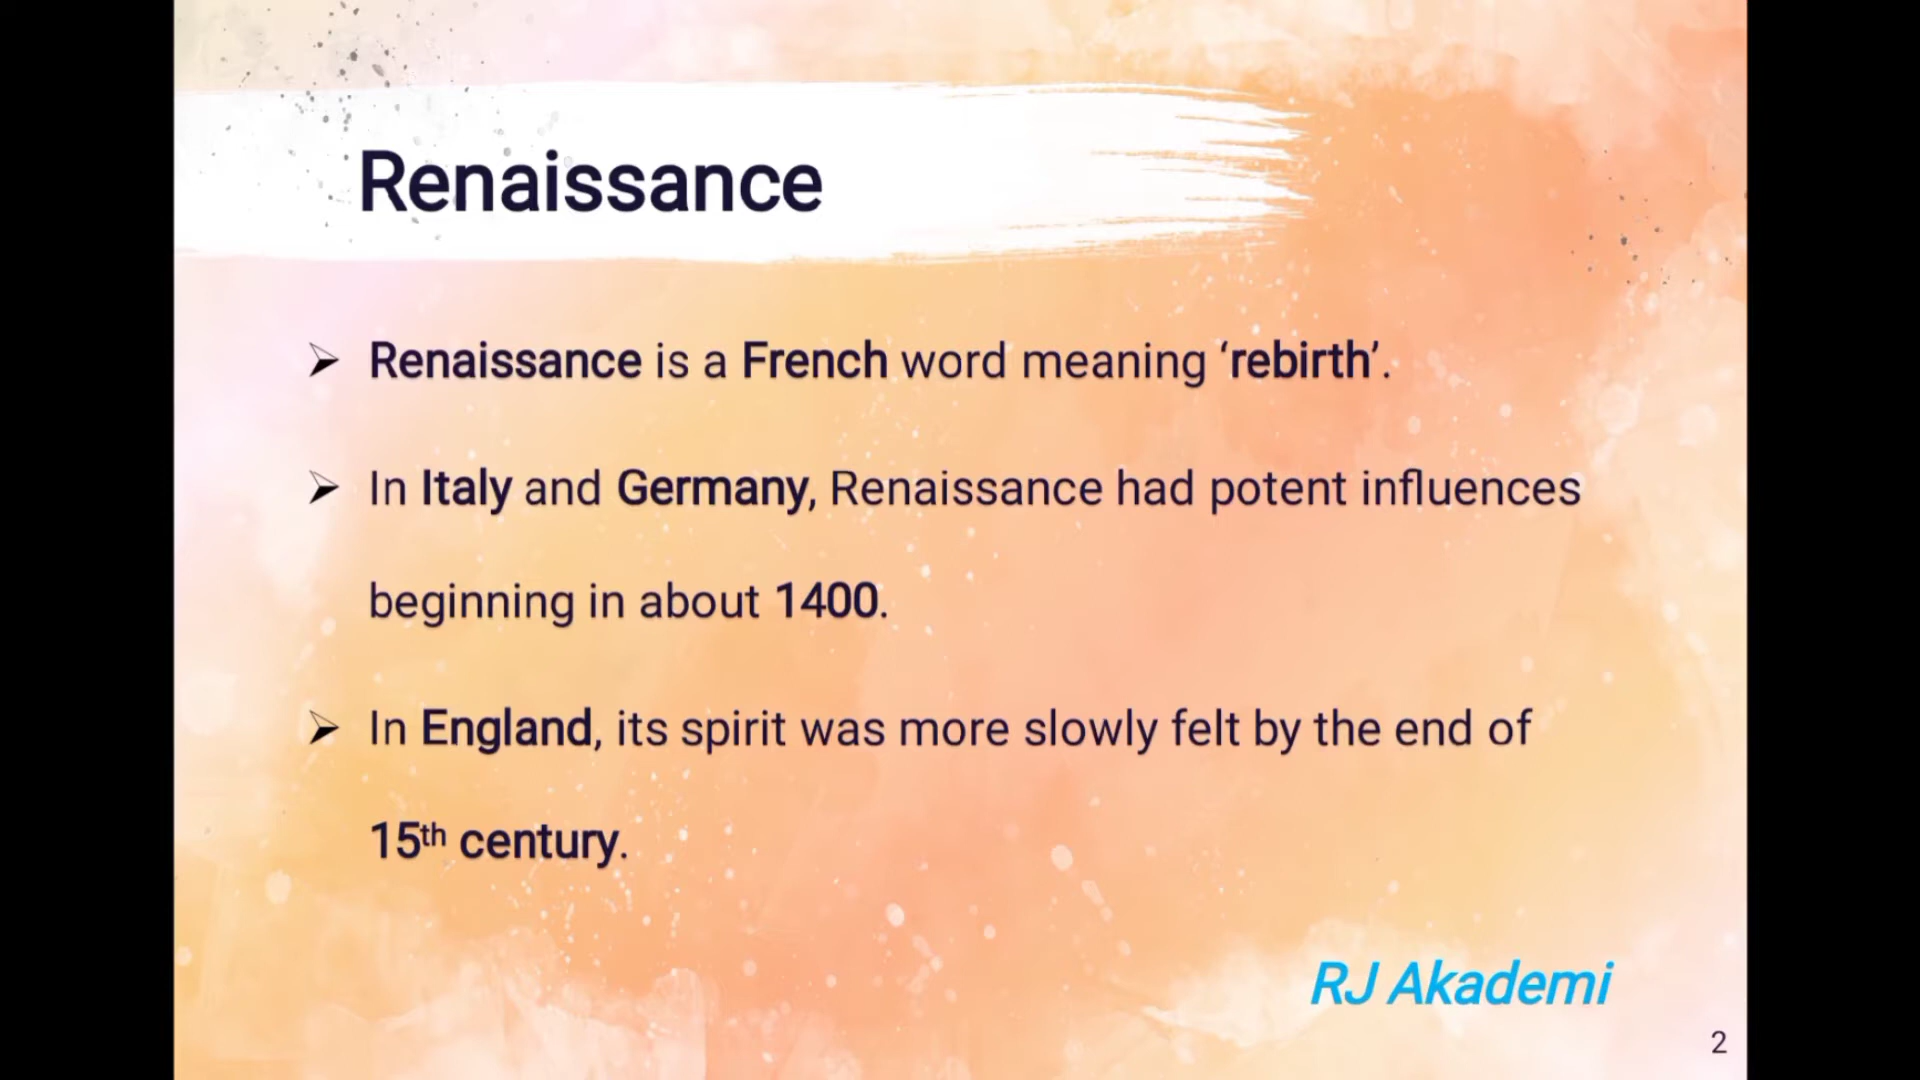 Renaissance
➢ Renaissance is a French word meaning ‘rebirth’.
➢ In Italy and Germany, Renaissance had potent influences
beginning in about 1400.
➢ In England, its spirit was more slowly felt by the end of
15th century.
RJ Akademi
2